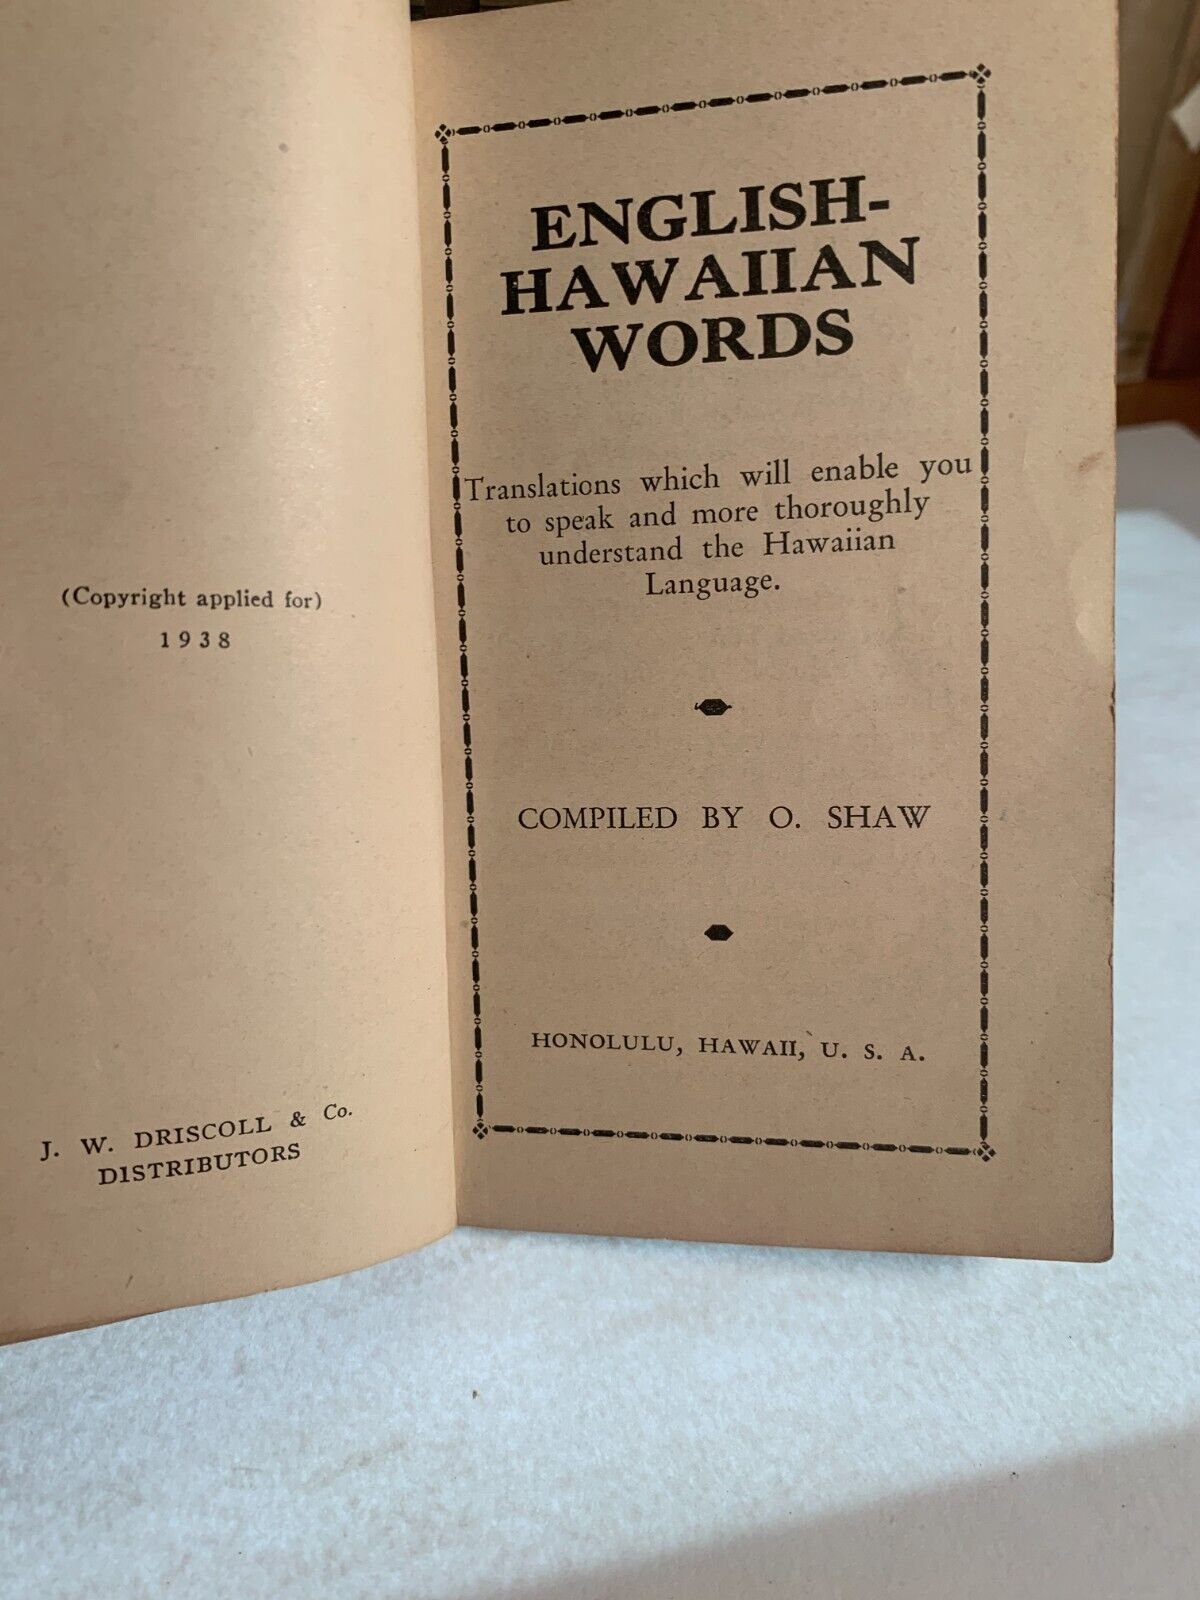 (Copyright applied for)
1938
J. W. DRISCOLL & Co.
D1STRIBUTORS
ENGLISH-
HAWAIIAN
WORDS
Translations which will enable you
to speak and more thoroughly
understand the Hawaiian
Language.
COMPILED BY O. SHAW
HONOLULU, HAWAII, U. S. A.